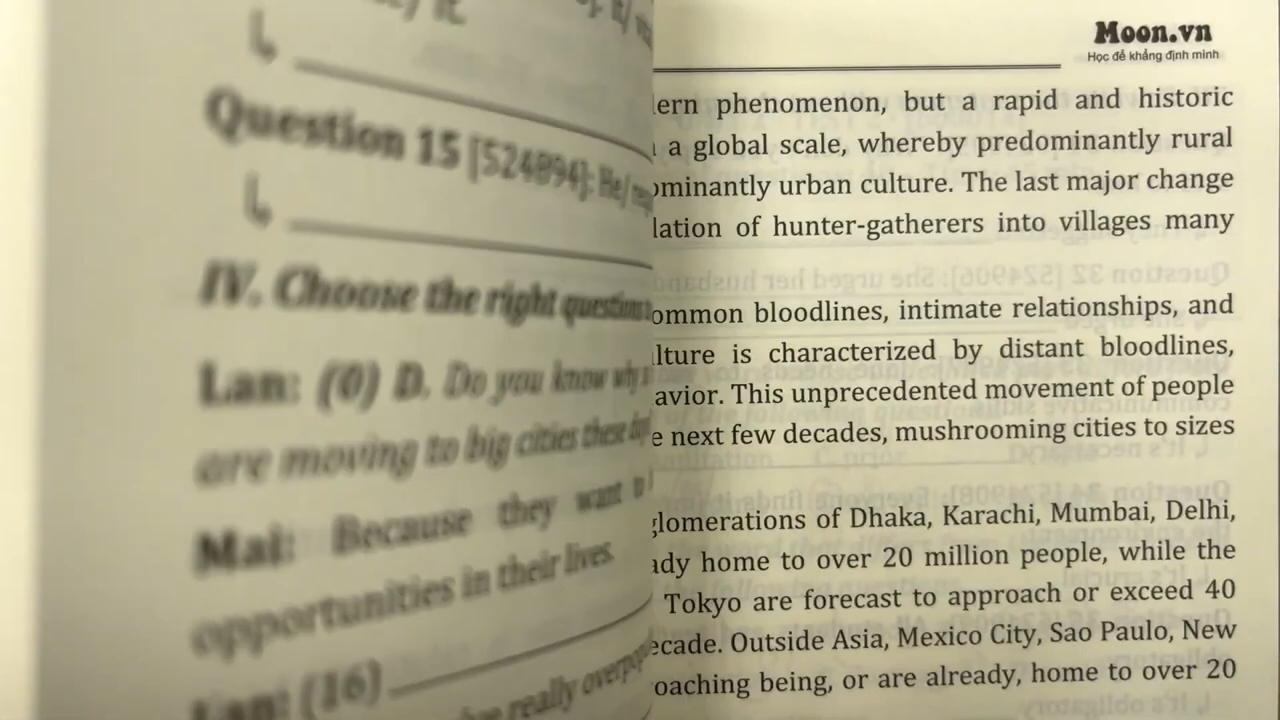 Question 15 [524894]: He/
IV. Choose the right questions
Lan: (0) D. Do you know why
are moving to big cities these
Mai: Because they want
opportunities in their lives.
Lan: (16)
really
Moon.vn
Học để khẳng định mình
ern phenomenon, but a rapid and historic
a global scale, whereby predominantly rural
ominantly urban culture. The last major change
lation of hunter-gatherers into villages many
ommon bloodlines, intimate relationships, and
lture is characterized by distant bloodlines,
avior. This unprecedented movement of people
e next few decades, mushrooming cities to sizes
glomerations of Dhaka, Karachi, Mumbai, Delhi,
ady home to over 20 million people, while the
Tokyo are forecast to approach or exceed 40
ecade. Outside Asia, Mexico City, Sao Paulo, New
oaching being, or are already, home to over 20